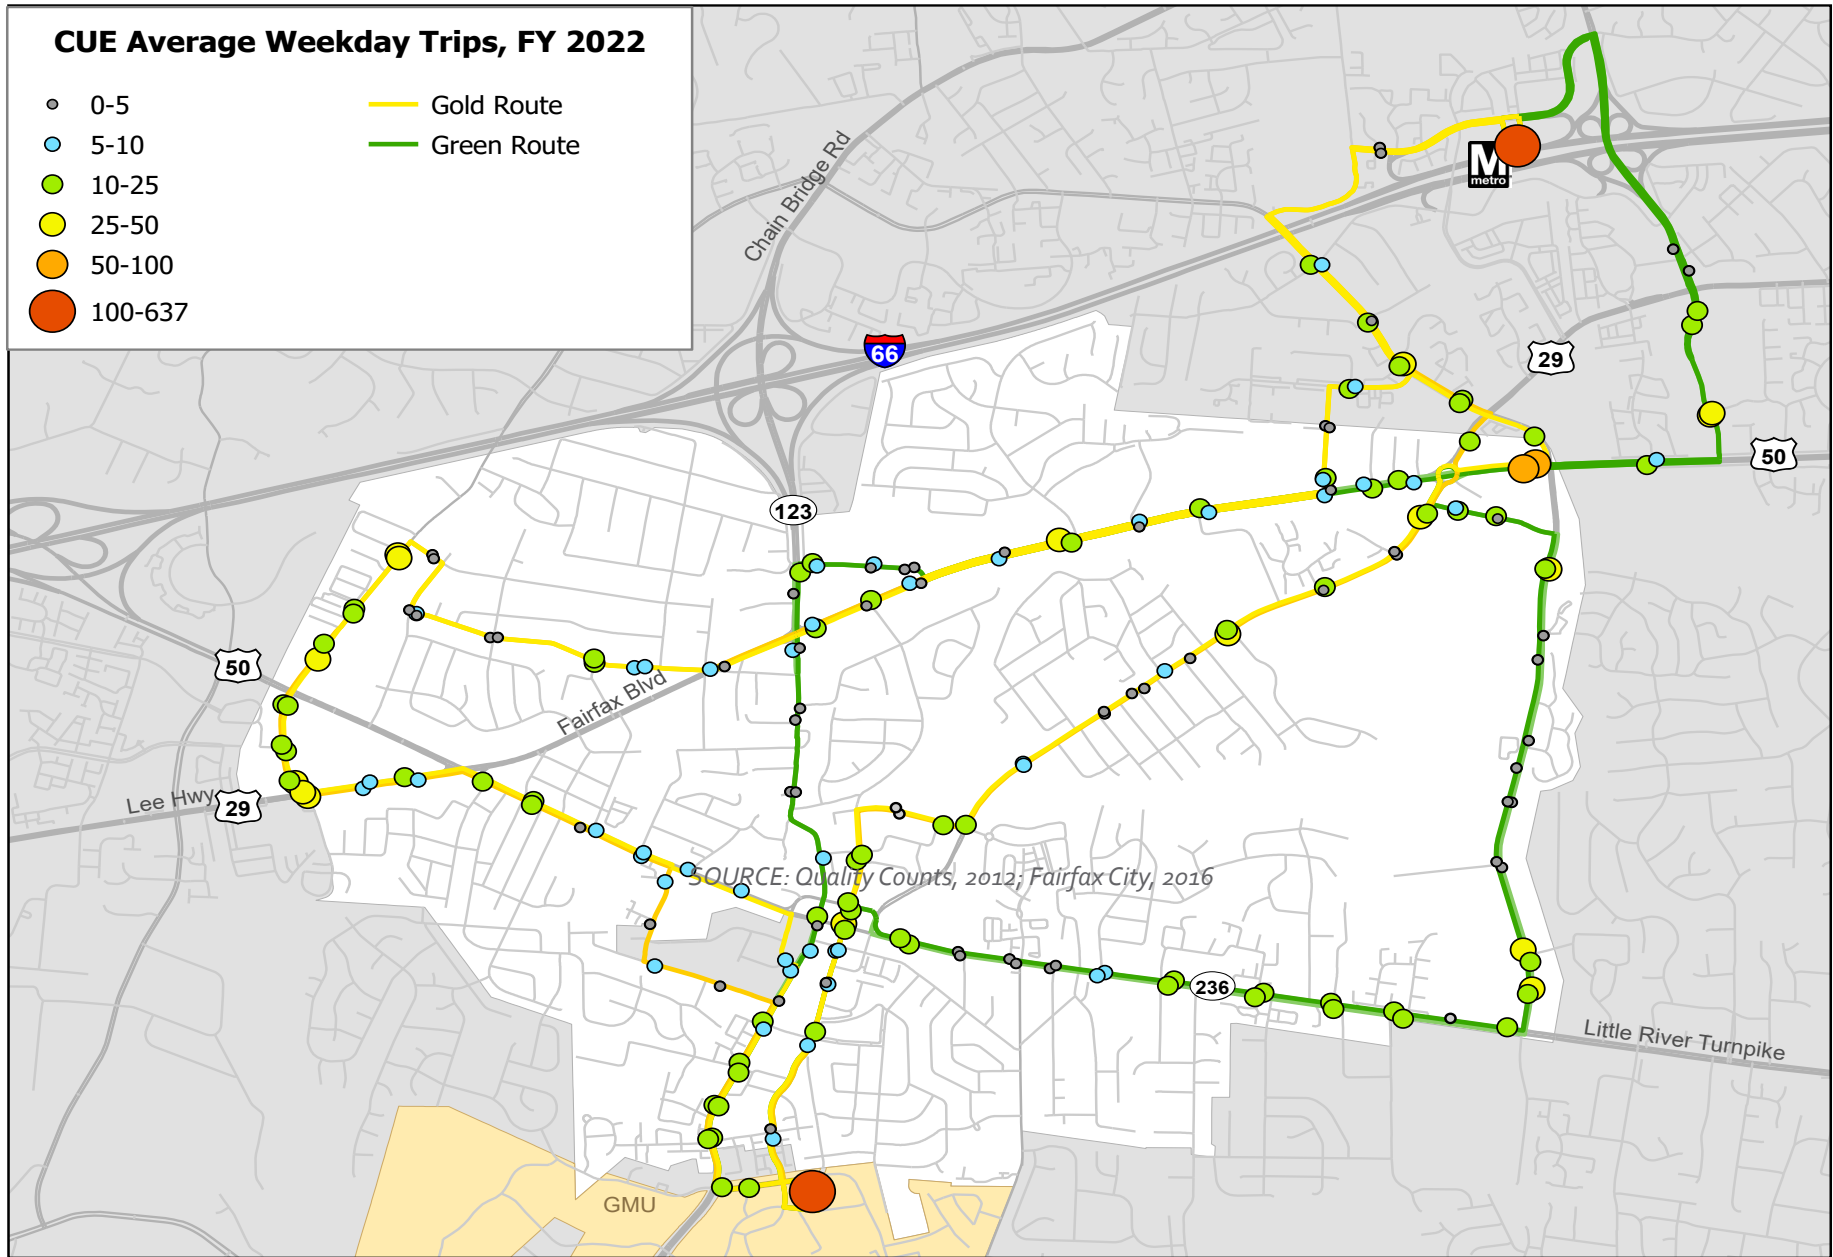 CUE Average Weekday Trips, FY 2022
0-5
5-10
10-25
25-50
50-100
100-637
Gold Route
Green Route
Chain Bridge Rd
M
metro
66
29
50
123
50
Fairfax Blvd
Lee Hwy
29
SOURCE: Quality Counts, 2012; Fairfax City, 2016
236
Little River Turnpike
GMU